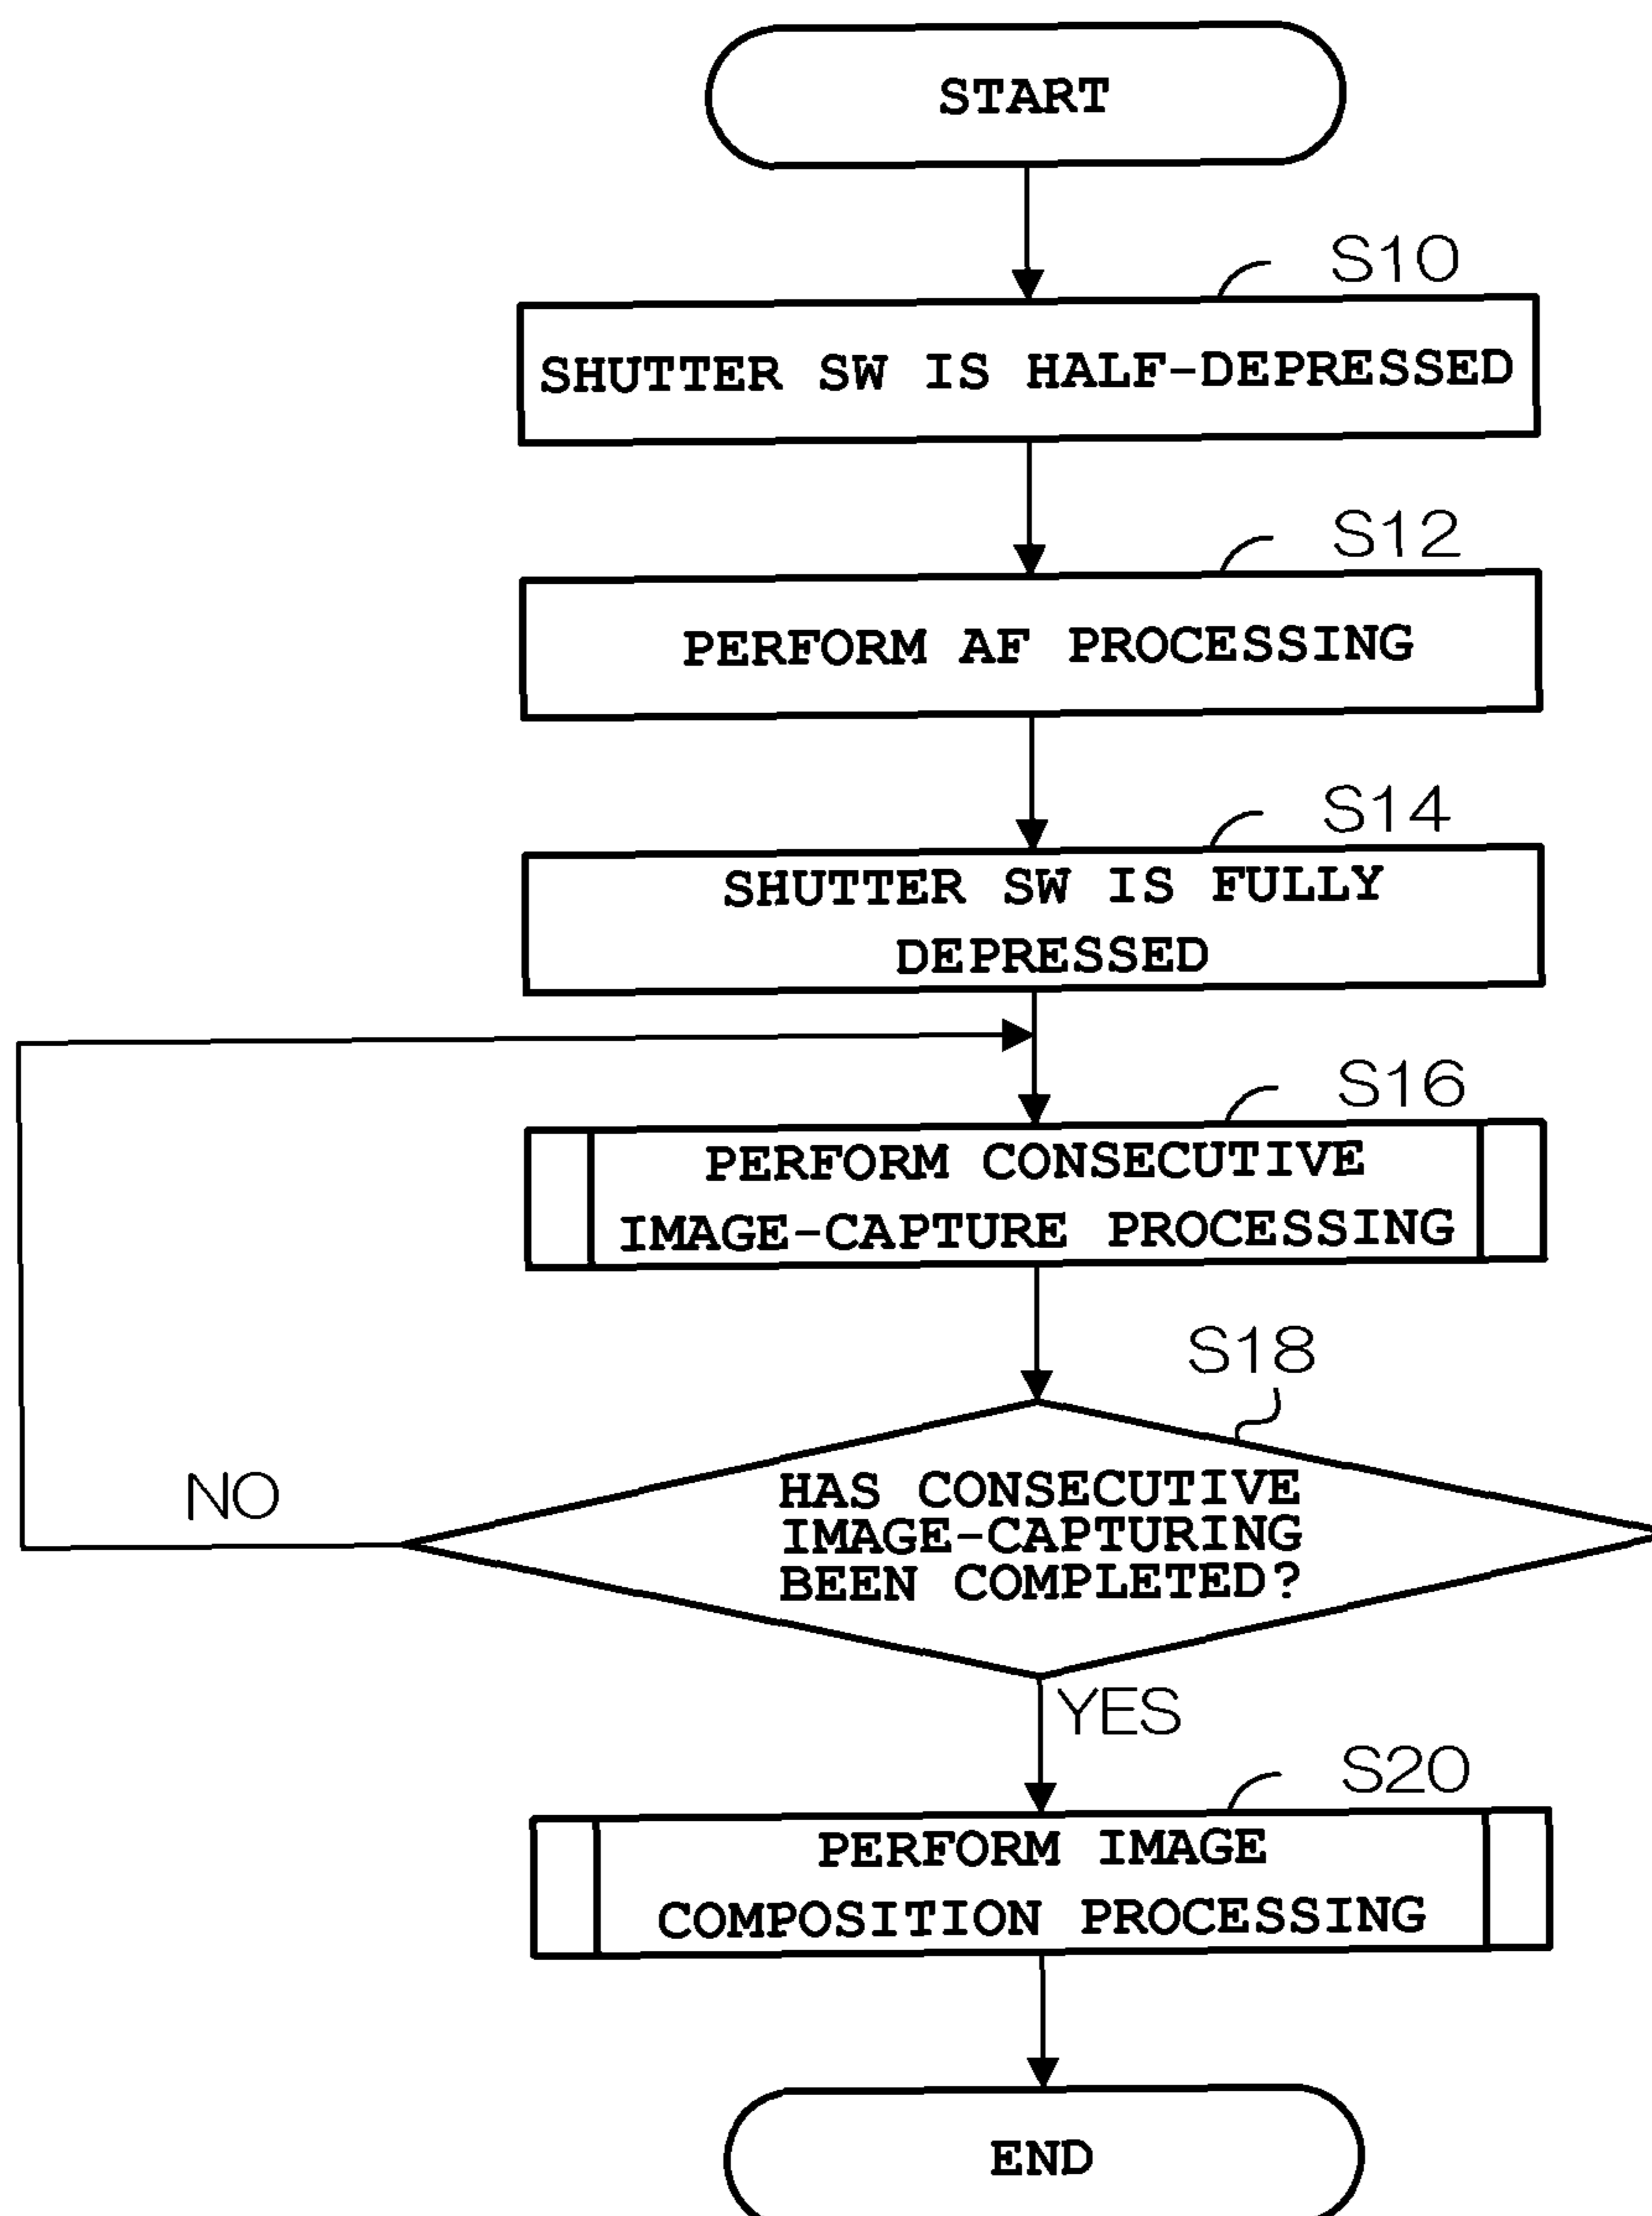 START
S10
SHUTTER SW IS HALF-DEPRESSED
S12
PERFORM AF PROCESSING
S14
SHUTTER SW IS FULLY
DEPRESSED
S16
PERFORM CONSECUTIVE
IMAGE-CAPTURE PROCESSING
S18
HAS CONSECUTIVE
IMAGE-CAPTURING
BEEN COMPLETED?
NO
YES
S20
PERFORM IMAGE
COMPOSITION PROCESSING
END